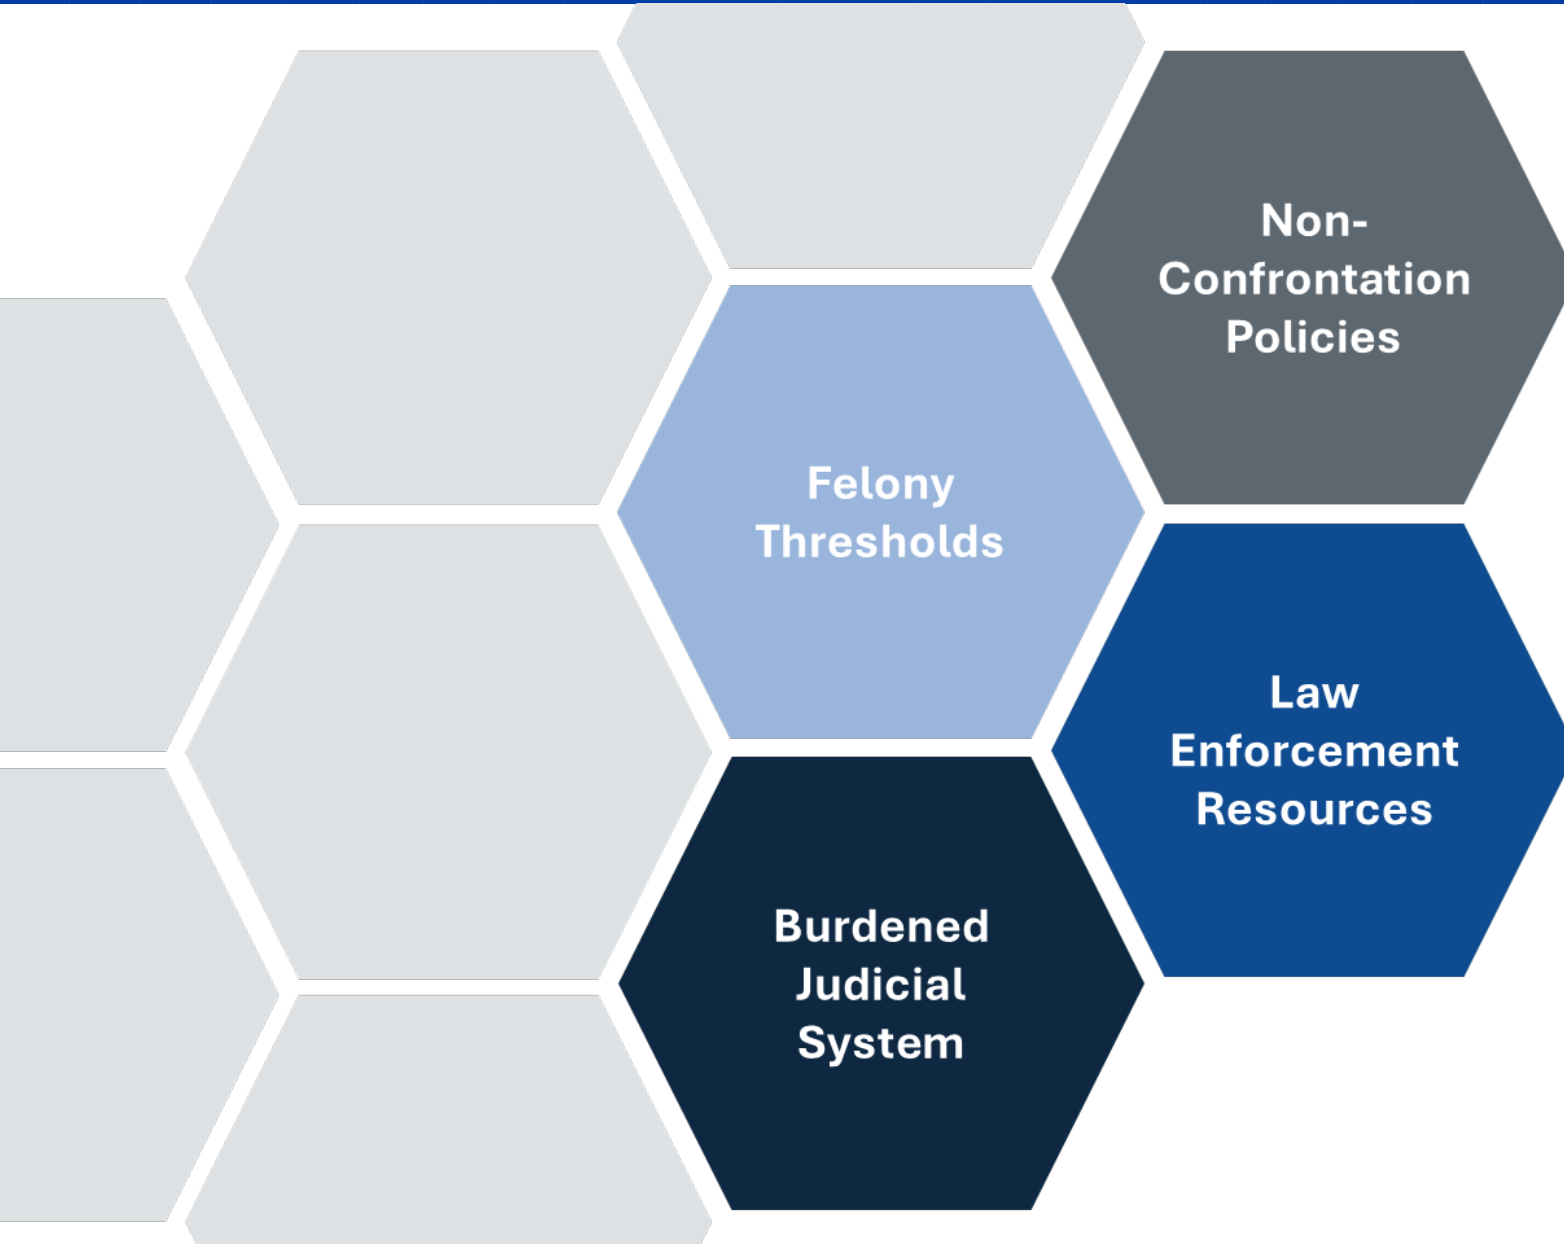 Non-
Confrontation
Policies
Felony
Thresholds
Law
Enforcement
Resources
Burdened
Judicial
System